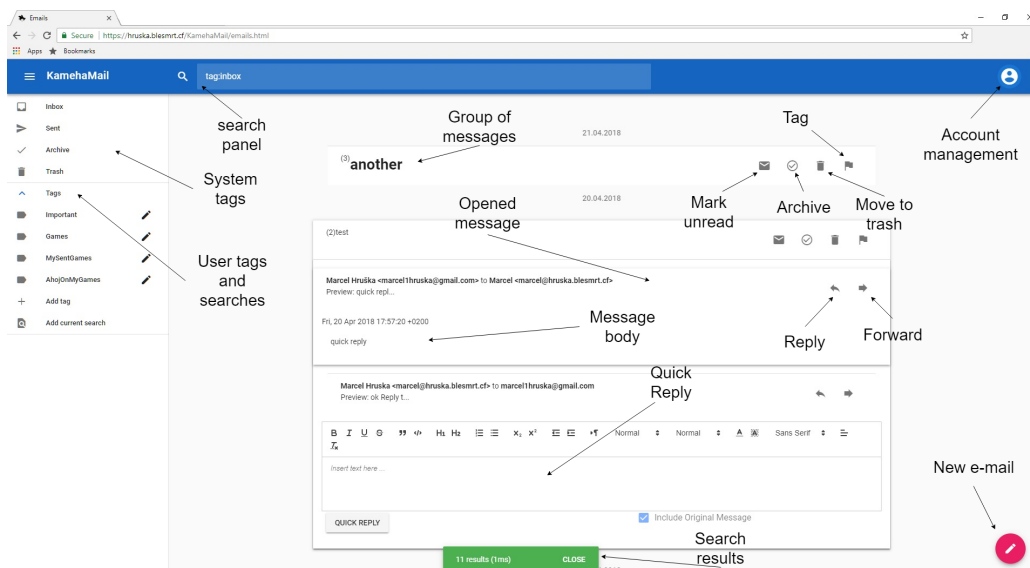 Emails
Secure | https://hruska.blesmrt.cf/KamehaMail/emails.html
Apps Bookmarks
KamehaMail
tag:inbox
Inbox
Sent
Archive
Trash
Tags
Important
Games
MySentGames
AhojOnMyGames
Add tag
Add current search
search
panel
System
tags
User tags
and
searches
Group of
messages
21.04.2018
Tag
Account
management
(3)another
Opened
message
20.04.2018
Mark
unread
Archive
Move to
trash
(2)test
Marcel Hruška <marcel1hruska@gmail.com> to Marcel <marcel@hruska.blesmrt.cf>
Preview: quick repl...
Fri, 20 Apr 2018 17:57:20 +0200
quick reply
Message
body
Reply
Forward
Quick
Reply
Marcel Hruska <marcel@hruska.blesmrt.cf> to marcel1hruska@gmail.com
Preview: ok Reply t...
B I U S H1 H2 X2 X2 Normal Normal A A Sans Serif
Tx
Insert text here ...
QUICK REPLY
Include Original Message
New e-mail
Search
results
11 results (1ms) CLOSE